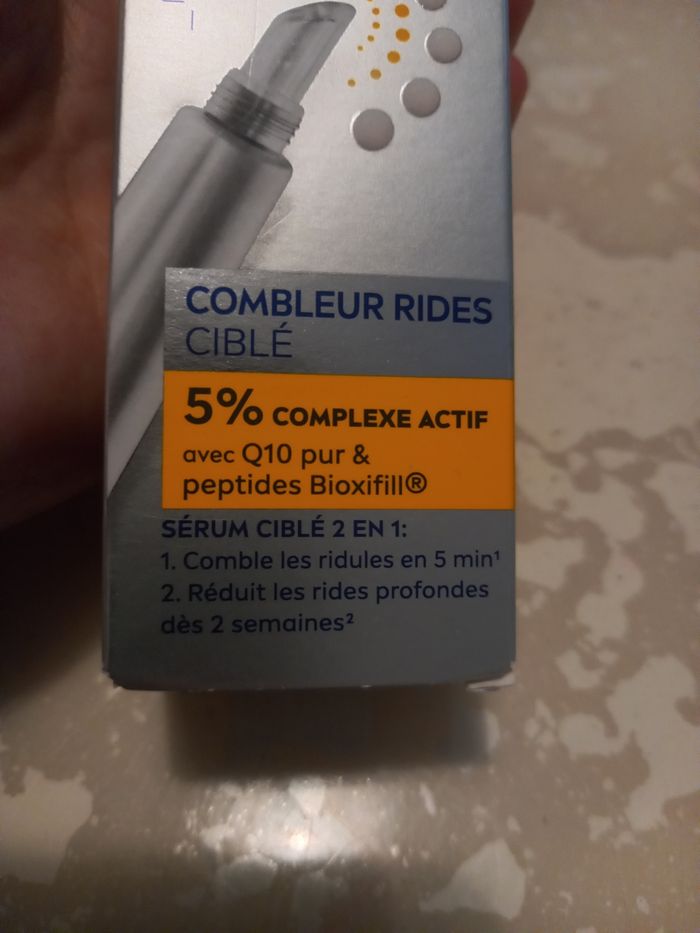 COMBLEUR RIDES
CIBLÉ
5% COMPLEXE ACTIF
avec Q10 pur &
peptides Bioxifill®
SÉRUM CIBLÉ 2 EN 1:
1. Comble les ridules en 5 min¹
2. Réduit les rides profondes
dès 2 semaines²